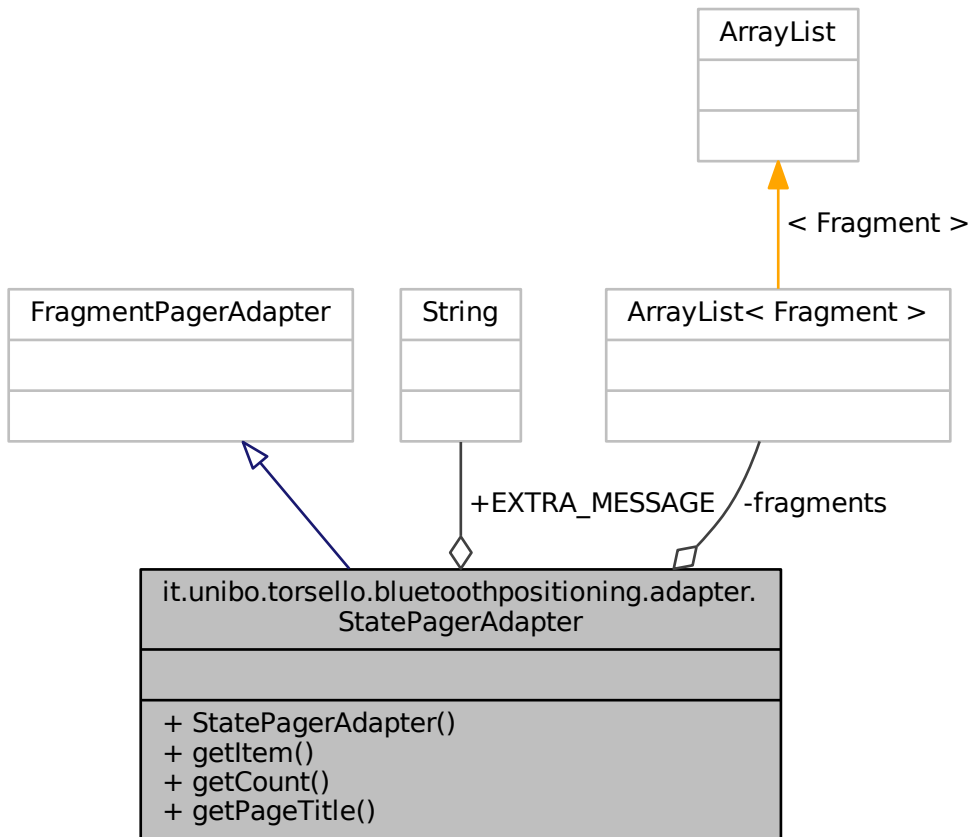 ArrayList
< Fragment >
FragmentPagerAdapter
String
ArrayList< Fragment >
+EXTRA_MESSAGE
-fragments
it.unibo.torsello.bluetoothpositioning.adapter.
StatePagerAdapter
+ StatePagerAdapter()
+ getItem()
+ getCount()
+ getPageTitle()